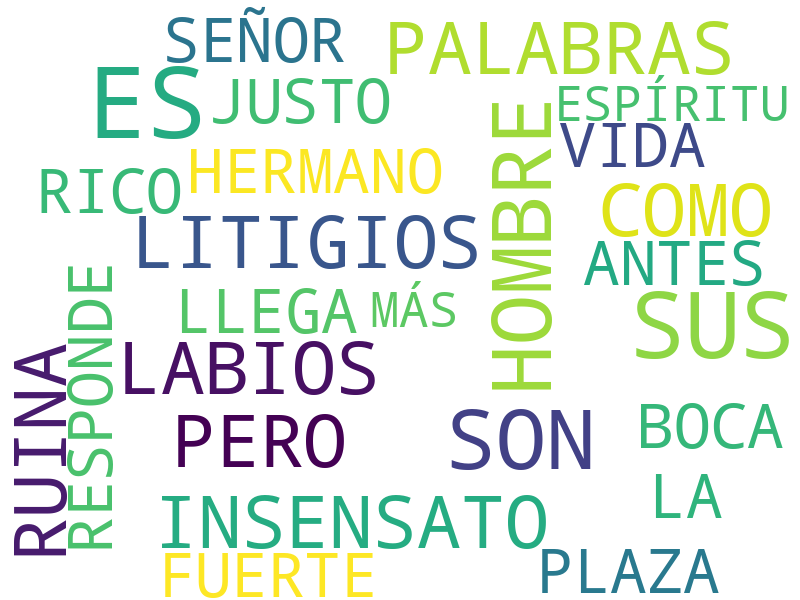 SEÑOR
PALABRAS
ES
JUSTO
ESPÍRITU
VIDA
HERMANO
RICO
HOMBRE
COMO
LITIGIOS
ANTES
LLEGA
MÁS
SUS
RESPONDE
RUINA
LABIOS
PERO
SON
BOCA
LA
INSENSATO
FUERTE
PLAZA